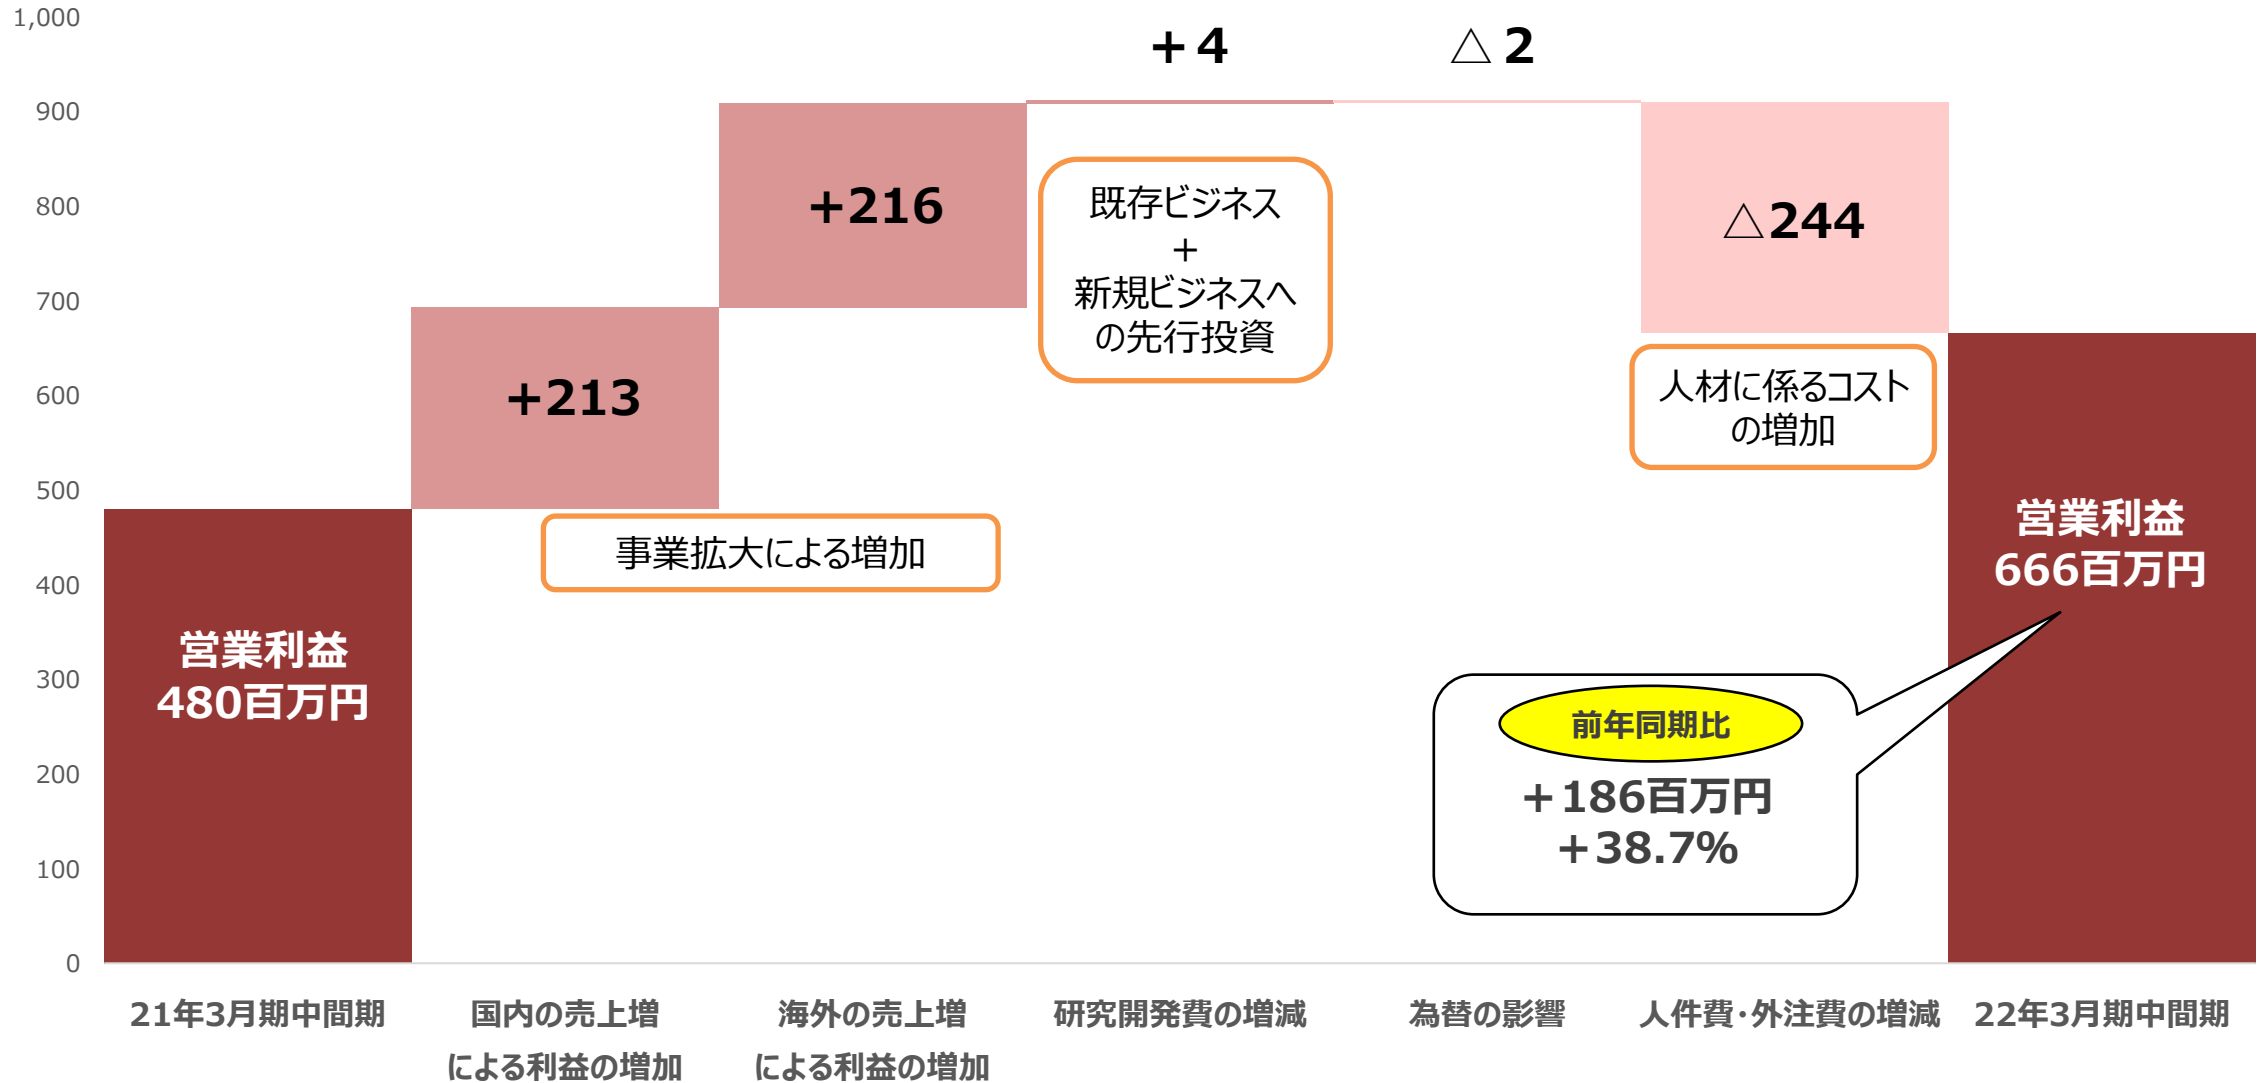 1,000
900
800
700
600
500
400
300
200
100
0
営業利益
480百万円
+213
+216
事業拡大による増加
＋4
既存ビジネス
＋
新規ビジネスへ
の先行投資
△ 2
△244
人材に係るコスト
の増加
営業利益
666百万円
前年同期比
＋186百万円
＋38.7%
21年3月期中間期
国内の売上増
による利益の増加
海外の売上増
による利益の増加
研究開発費の増減
為替の影響
人件費・外注費の増減
22年3月期中間期